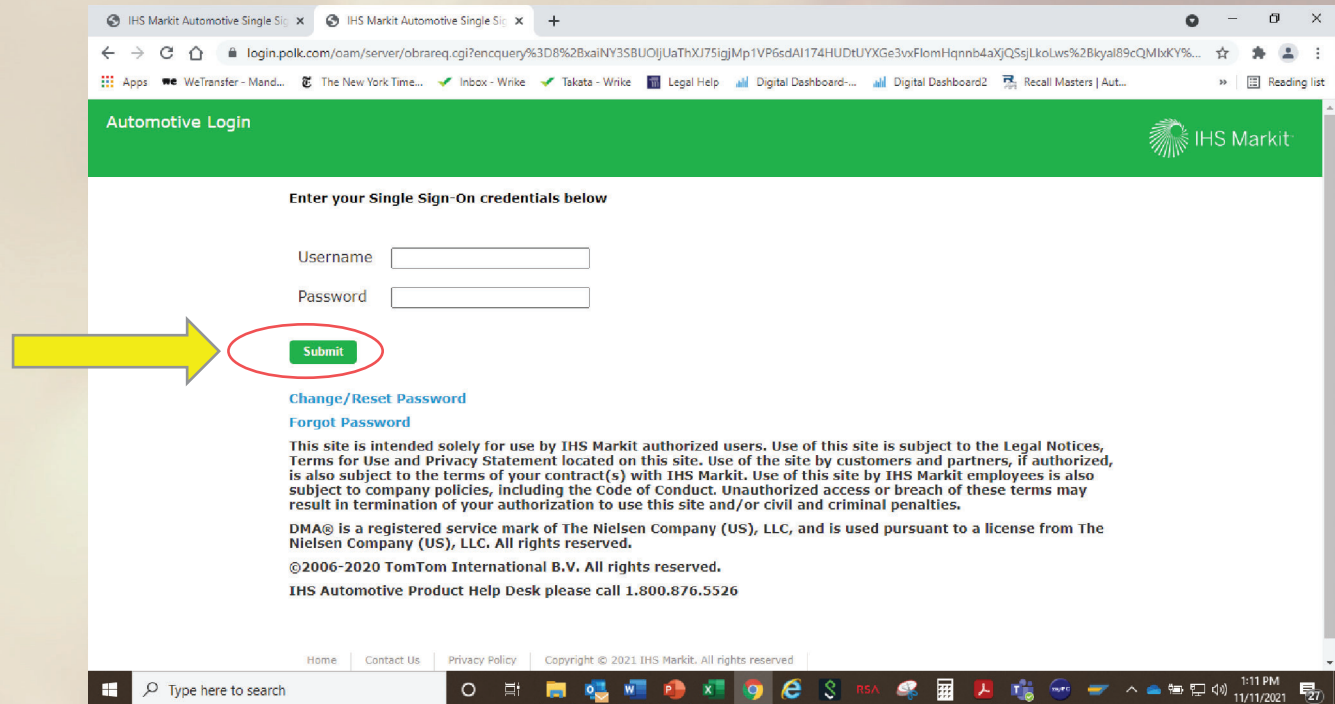 IHS Markit Automotive Single Sig
IHS Markit Automotive Single Sig
login.polk.com/oam/server/obrareq.cgi?encquery%3D8%2BxaiNY3SBUOljUaThXJ75igjMp1VP6sdAI174HUDtUYXGe3vxFlomHqnnb4aXjQSsjLkoLws%2Bkyal89cQMlxKY%...
Apps WeTransfer - Mand... The New York Time... Inbox - Wrike Takata - Wrike Legal Help Digital Dashboard-... Digital Dashboard2 Recall Masters | Aut... » Reading list
Automotive Login
IHS Markit
Enter your Single Sign-On credentials below
Username
Password
Submit
Change/Reset Password
Forgot Password
This site is intended solely for use by IHS Markit authorized users. Use of this site is subject to the Legal Notices,
Terms for Use and Privacy Statement located on this site. Use of the site by customers and partners, if authorized,
is also subject to the terms of your contract(s) with IHS Markit. Use of this site by IHS Markit employees is also
subject to company policies, including the Code of Conduct. Unauthorized access or breach of these terms may
result in termination of your authorization to use this site and/or civil and criminal penalties.
DMA® is a registered service mark of The Nielsen Company (US), LLC, and is used pursuant to a license from The
Nielsen Company (US), LLC. All rights reserved.
©2006-2020 TomTom International B.V. All rights reserved.
IHS Automotive Product Help Desk please call 1.800.876.5526
Home Contact Us Privacy Policy Copyright © 2021 IHS Markit. All rights reserved
Type here to search
RSA
1:11 PM
11/11/2021
27